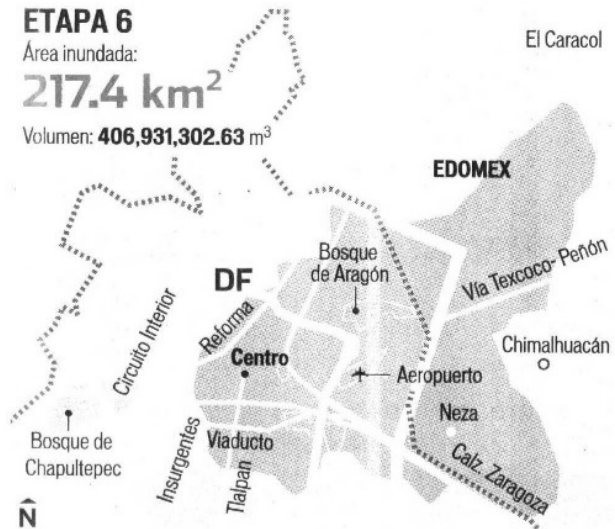 ETAPA 6
Área inundada:
217.4 km²
Volumen: 406,931,302.63 m³
El Caracol
EDOMEX
Bosque
de Aragón
DF
Vía Texcoco-Peñón
Reforma
Circuito Interior
Centro
Chimalhuacán
Aeropuerto
Neza
Bosque de
Chapultepec
Insurgentes
Viaducto
Tlalpan
Calz. Zaragoza
N